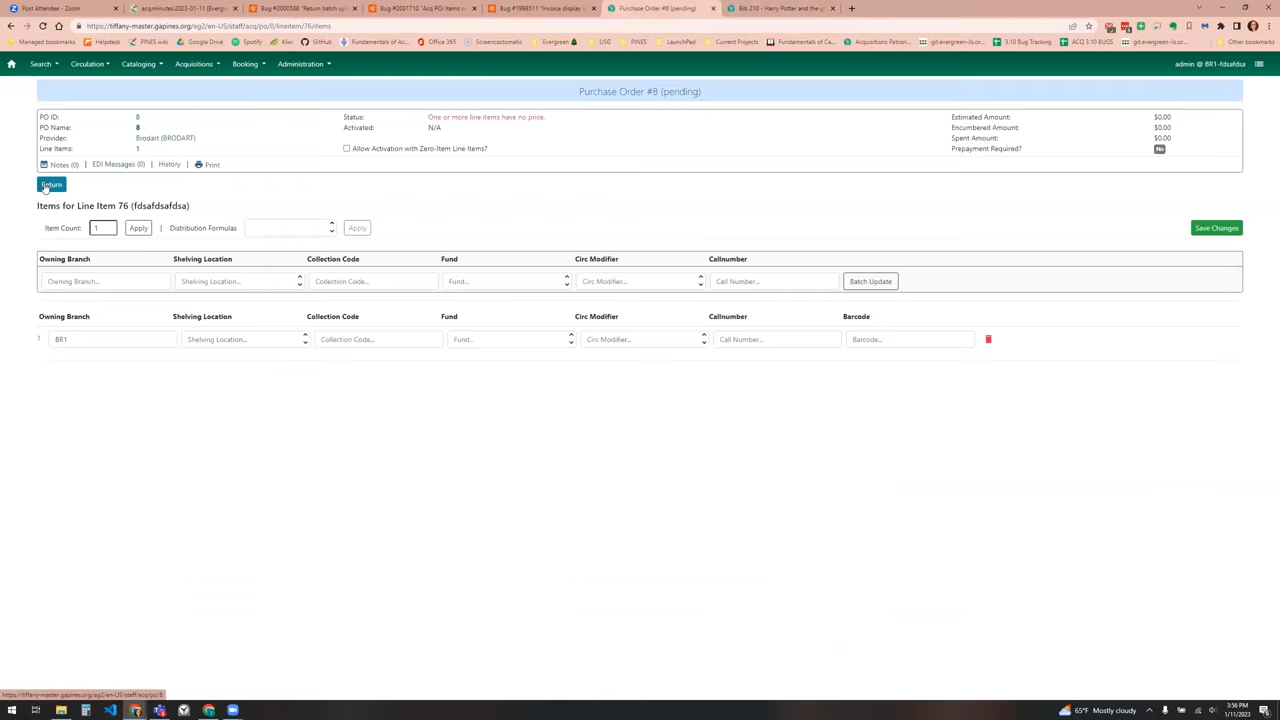 Post Attendee - Zoom
acqminutes:2023-01-11 [Evergr
Bug #2000588 "Return batch up
Bug #2001710 "Acq PO: Items s
Bug #1998511 "Invoice display u
Purchase Order #8 (pending)
Bib 210 - Harry Potter and the g
https://tiffany-master.gapines.org/eg2/en-US/staff/acq/po/8/lineitem/76/items
Managed bookmarks
Helpdesk
PINES wiki
Google Drive
Spotify
Kiwi
GitHub
Fundamentals of Ac...
Office 365
Screencastomatic
Evergreen
USG
PINES
LaunchPad
Current Projects
Fundamentals of Ca...
Acquisitions Patron...
git.evergreen-ils.or...
3.10 Bug Tracking
ACQ 3.10 BUGS
git.evergreen-ils.or...
Other bookmarks
Search Circulation Cataloging Acquisitions Booking Administration
admin @ BR1-fdsafdsa
Purchase Order #8 (pending)
PO ID: 8 Status: One or more line items have no price. Estimated Amount: $0.00
PO Name: 8 Activated: N/A Encumbered Amount: $0.00
Provider: Brodart (BRODART) Spent Amount: $0.00
Line Items: 1 Allow Activation with Zero-Item Line Items? Prepayment Required? No
Notes (0) | EDI Messages (0) | History | Print
Return
Items for Line Item 76 (fdsafdsafdsa)
Item Count: 1 Apply | Distribution Formulas Apply Save Changes
Owning Branch Shelving Location Collection Code Fund Circ Modifier Callnumber
Owning Branch... Shelving Location... Collection Code... Fund... Circ Modifier... Call Number... Batch Update
Owning Branch Shelving Location Collection Code Fund Circ Modifier Callnumber Barcode
1 BR1 Shelving Location... Collection Code... Fund... Circ Modifier... Call Number... Barcode...
https://tiffany-master.gapines.org/eg2/en-US/staff/acq/po/8
65°F Mostly cloudy
3:56 PM
1/11/2023